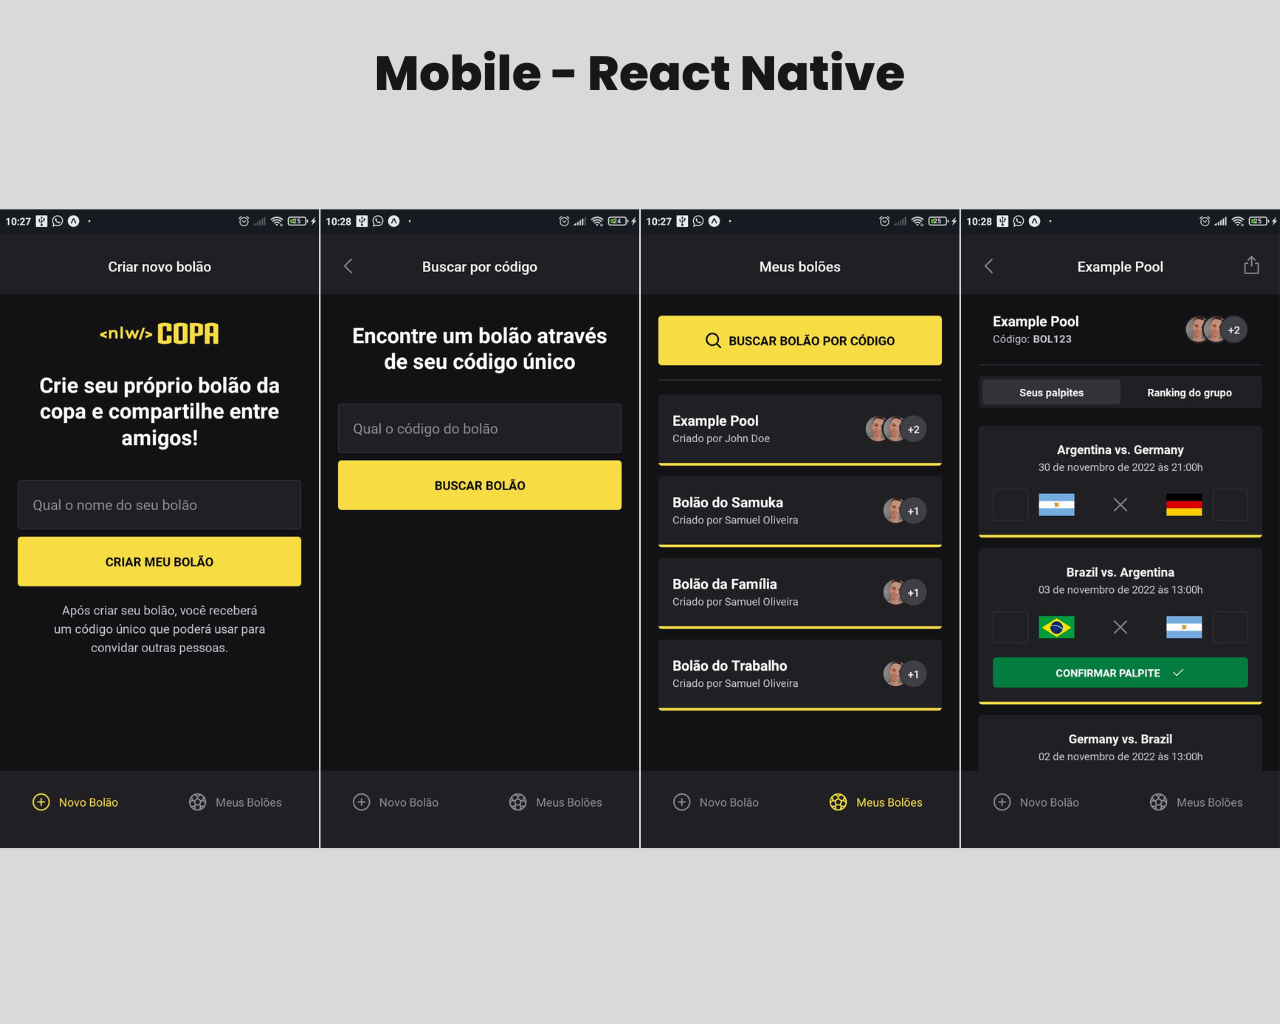 Mobile - React Native
10:27
25
Criar novo bolão
<nlw/> COPA
Crie seu próprio bolão da
copa e compartilhe entre
amigos!
Qual o nome do seu bolão
CRIAR MEU BOLÃO
Após criar seu bolão, você receberá
um código único que poderá usar para
convidar outras pessoas.
Novo Bolão
Meus Bolões
10:28
24
Buscar por código
Encontre um bolão através
de seu código único
Qual o código do bolão
BUSCAR BOLÃO
Novo Bolão
Meus Bolões
10:27
25
Meus bolões
BUSCAR BOLÃO POR CÓDIGO
Example Pool
Criado por John Doe
+2
Bolão do Samuka
Criado por Samuel Oliveira
+1
Bolão da Família
Criado por Samuel Oliveira
+1
Bolão do Trabalho
Criado por Samuel Oliveira
+1
Novo Bolão
Meus Bolões
10:28
25
Example Pool
Example Pool
Código: BOL123
+2
Seus palpites
Ranking do grupo
Argentina vs. Germany
30 de novembro de 2022 às 21:00h
Brazil vs. Argentina
03 de novembro de 2022 às 13:00h
CONFIRMAR PALPITE
Germany vs. Brazil
02 de novembro de 2022 às 13:00h
Novo Bolão
Meus Bolões